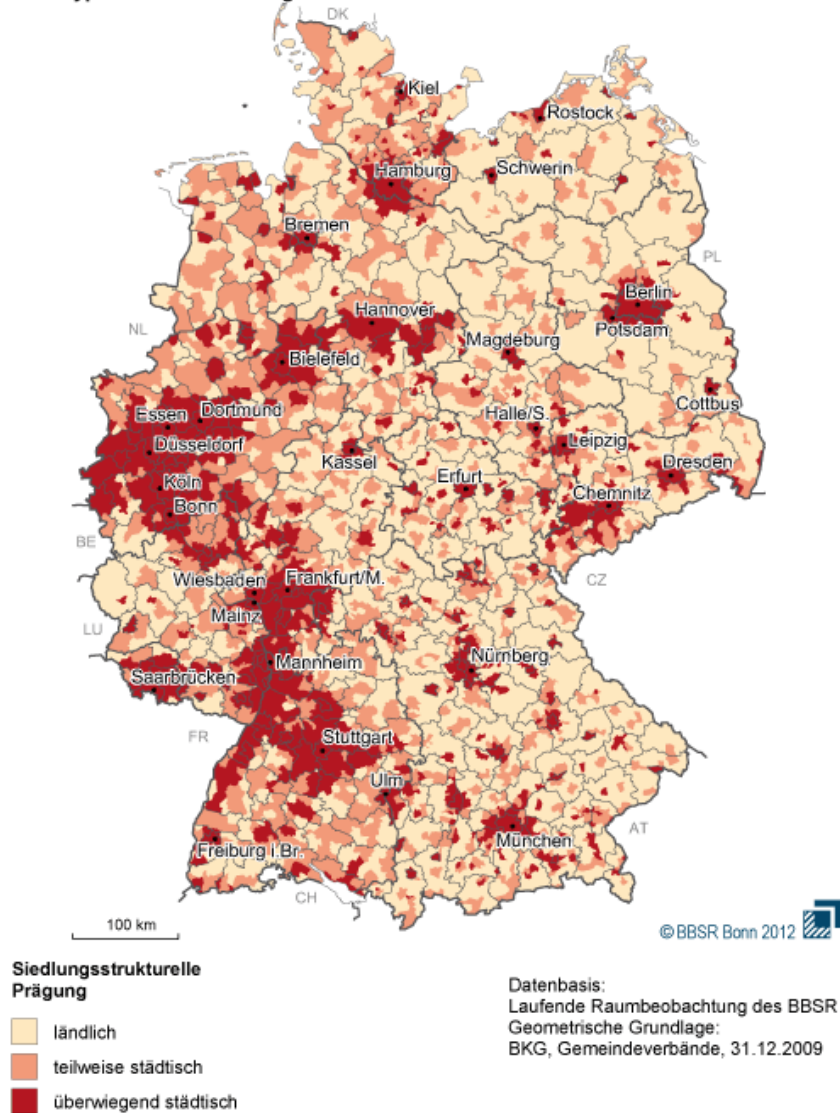 DK
Kiel
Rostock
Hamburg
Schwerin
Bremen
PL
Berlin
Hannover
NL
Potsdam
Magdeburg
Bielefeld
Cottbus
Essen
Dortmund
Halle/S.
Leipzig
Düsseldorf
Kassel
Dresden
Erfurt
Köln
Chemnitz
Bonn
BE
Wiesbaden
Frankfurt/M.
CZ
Mainz
LU
Nürnberg
Mannheim
Saarbrücken
FR
Stuttgart
Ulm
AT
München
Freiburg i.Br.
CH
100 km
© BBSR Bonn 2012
Siedlungsstrukturelle
Prägung
ländlich
teilweise städtisch
überwiegend städtisch
Datenbasis:
Laufende Raumbeobachtung des BBSR
Geometrische Grundlage:
BKG, Gemeindeverbände, 31.12.2009